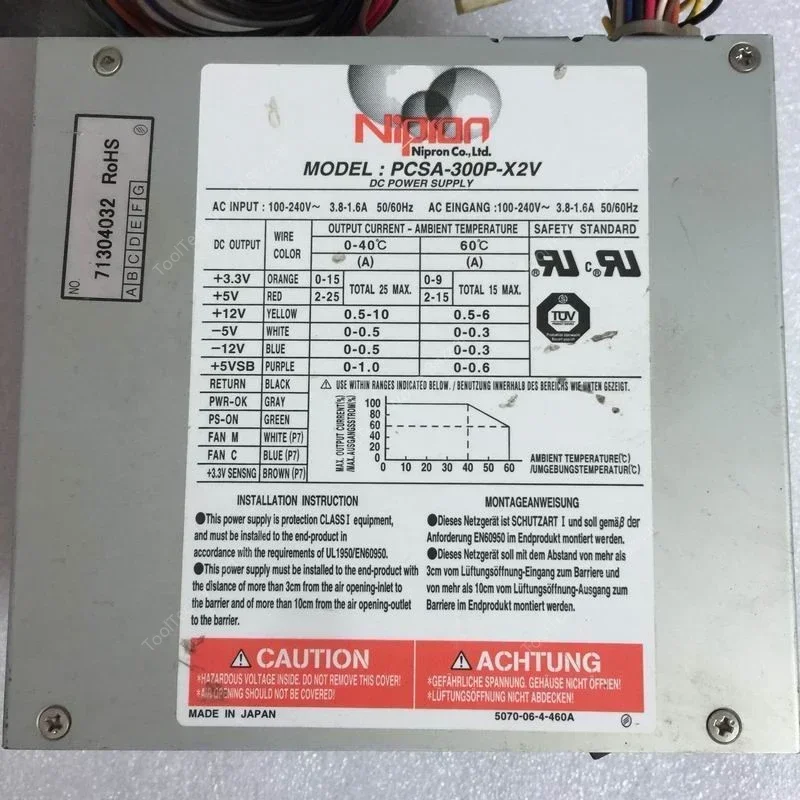 Nipron
Nipron Co., Ltd.
MODEL : PCSA-300P-X2V
DC POWER SUPPLY
AC INPUT : 100-240V~ 3.8-1.6A 50/60Hz AC EINGANG : 100-240V~ 3.8-1.6A 50/60Hz
DC OUTPUT WIRE COLOR OUTPUT CURRENT - AMBIENT TEMPERATURE SAFETY STANDARD
0-40℃ 60℃
(A) (A)
+3.3V ORANGE 0-15 TOTAL 25 MAX. 0-9 TOTAL 15 MAX.
+5V RED 2-25 2-15
+12V YELLOW 0.5-10 0.5-6
-5V WHITE 0-0.5 0-0.3
-12V BLUE 0-0.5 0-0.3
+5VSB PURPLE 0-1.0 0-0.6
RETURN BLACK
PWR-OK GRAY
PS-ON GREEN
FAN M WHITE (P7)
FAN C BLUE (P7)
+3.3V SENSNG BROWN (P7)
TÜV
⚠ USE WITHIN RANGES INDICATED BELOW. / BENUTZUNG INNERHALB DES BEREICHS WIE UNTEN GEZEIGT.
MAX. OUTPUT CURRENT(%)
/MAX.AUSGANGSSTROM(%)
100
80
60
40
20
0
0 10 20 30 40 50 60
AMBIENT TEMPERATURE(℃)
/UMGEBUNGSTEMPERATUR(℃)
INSTALLATION INSTRUCTION
●This power supply is protection CLASS I equipment,
and must be installed to the end-product in
accordance with the requirements of UL1950/EN60950.
●This power supply must be installed to the end-product with
the distance of more than 3cm from the air opening-inlet to
the barrier and of more than 10cm from the air opening-outlet
to the barrier.
MONTAGEANWEISUNG
●Dieses Netzgerät ist SCHUTZART I und soll gemäβ der
Anforderung EN60950 im Endprodukt montiert werden.
●Dieses Netzgerät soll mit dem Abstand von mehr als
3cm vom Lüftungsöffnung-Eingang zum Barriere und
von mehr als 10cm vom Lüftungsöffnung-Ausgang zum
Barriere im Endprodukt montiert werden.
⚠ CAUTION
*HAZARDOUS VOLTAGE INSIDE. DO NOT REMOVE THIS COVER!
*AIR OPENING SHOULD NOT BE COVERED!
⚠ ACHTUNG
*GEFÄHRLICHE SPANNUNG. GEHÄUSE NICHT ÖFFNEN!
*LÜFTUNGSÖFFNUNG NICHT ABDECKEN!
MADE IN JAPAN 5070-06-4-460A
NO. 71304032 RoHS
A B C D E F G